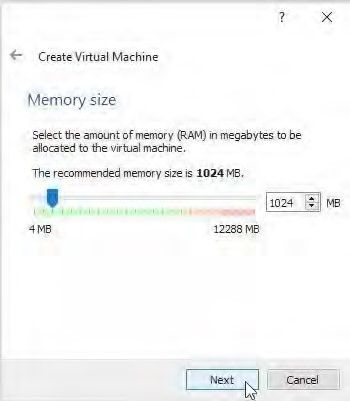 ?
Create Virtual Machine
Memory size
Select the amount of memory (RAM) in megabytes to be
allocated to the virtual machine.
The recommended memory size is 1024 MB.
1024 MB
4 MB 12288 MB
Next Cancel